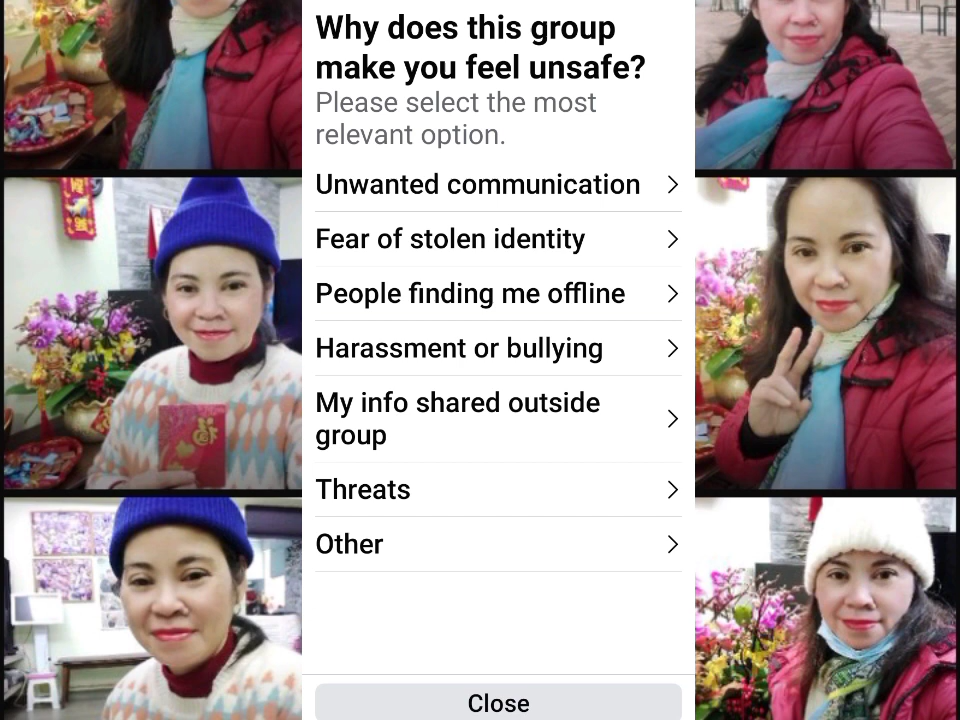 Why does this group
make you feel unsafe?
Please select the most
relevant option.
Unwanted communication
Fear of stolen identity
People finding me offline
Harassment or bullying
My info shared outside
group
Threats
Other
Close
福